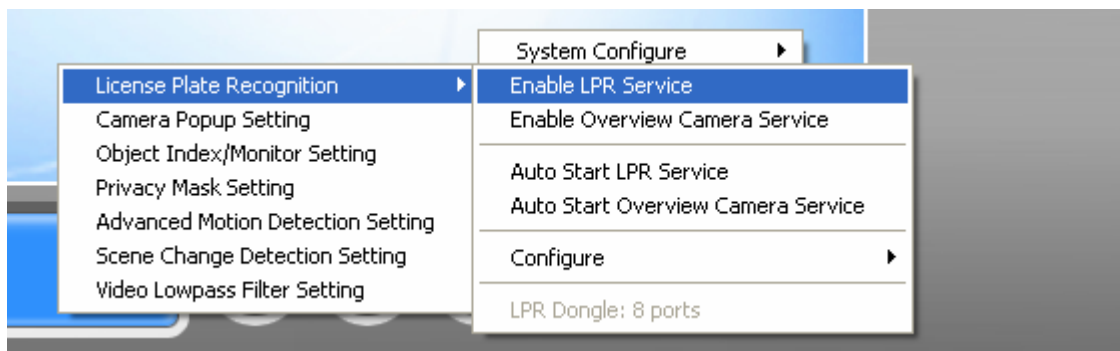 System Configure
License Plate Recognition
Camera Popup Setting
Object Index/Monitor Setting
Privacy Mask Setting
Advanced Motion Detection Setting
Scene Change Detection Setting
Video Lowpass Filter Setting
Enable LPR Service
Enable Overview Camera Service
Auto Start LPR Service
Auto Start Overview Camera Service
Configure
LPR Dongle: 8 ports